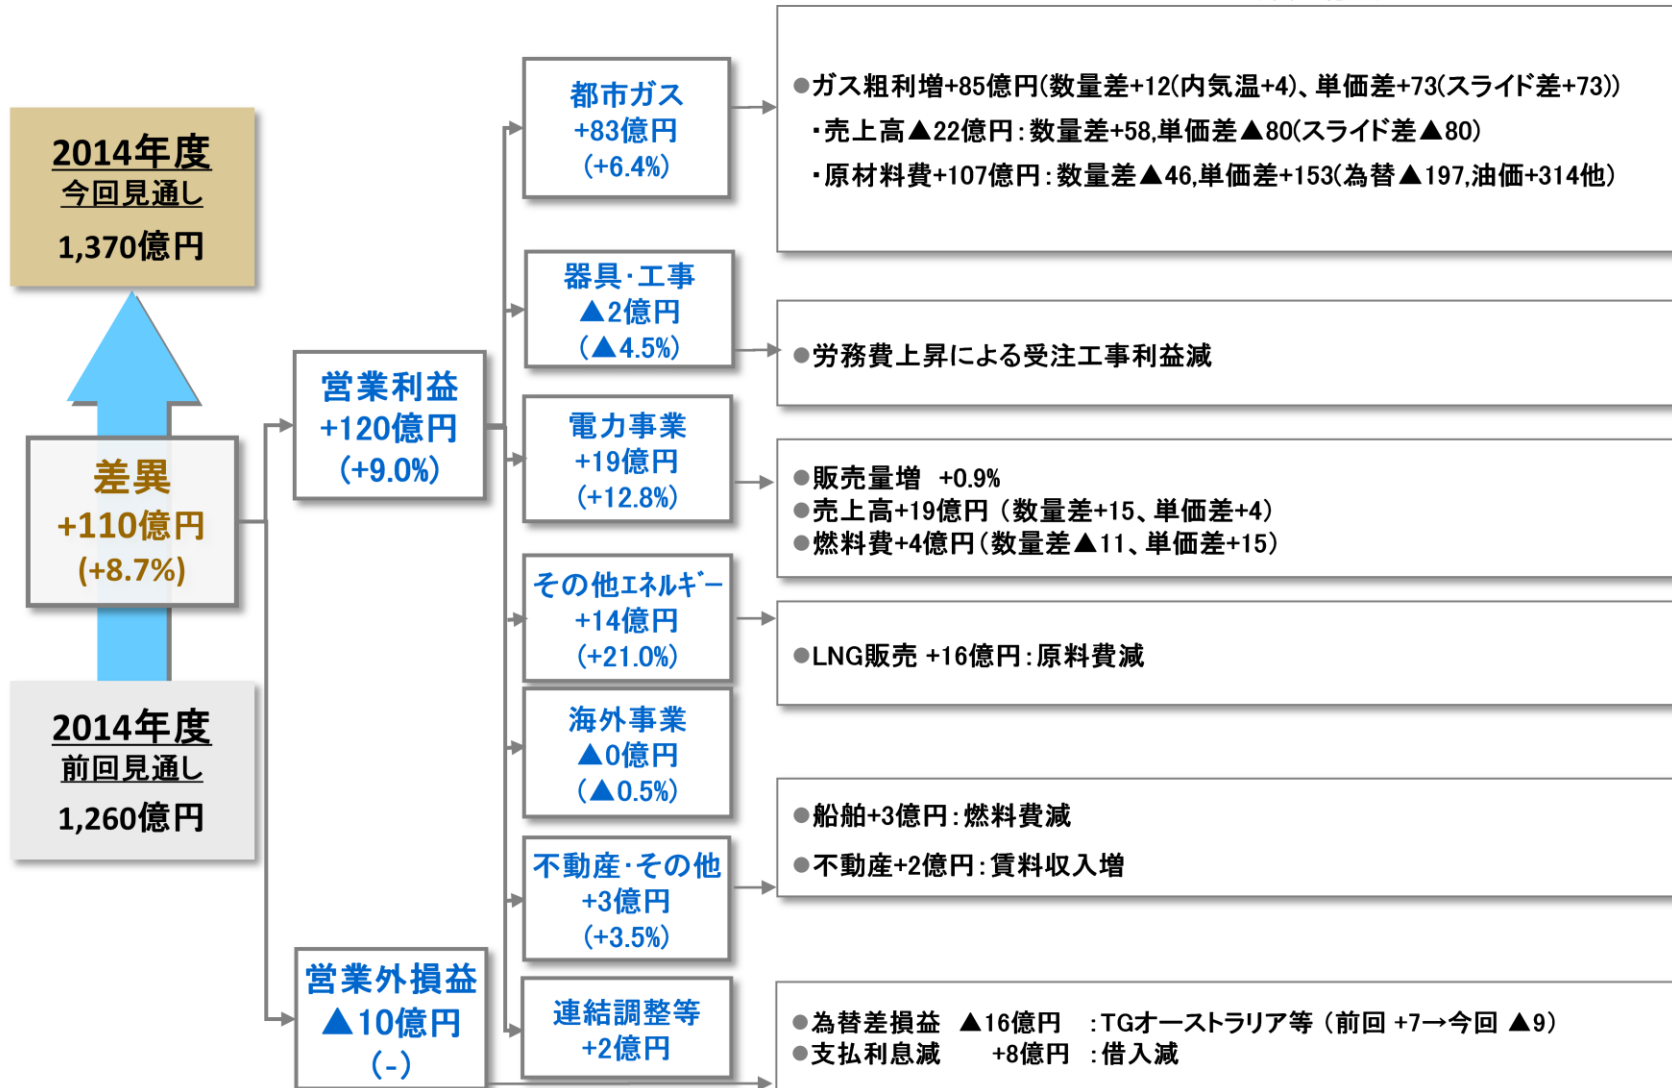 2014年度
今回見通し
1,370億円
差異
+110億円
(+8.7%)
2014年度
前回見通し
1,260億円
営業利益
+120億円
(+9.0%)
営業外損益
▲10億円
(-)
都市ガス
+83億円
(+6.4%)
器具・工事
▲2億円
(▲4.5%)
電力事業
+19億円
(+12.8%)
その他ｴﾈﾙｷﾞｰ
+14億円
(+21.0%)
海外事業
▲0億円
(▲0.5%)
不動産・その他
+3億円
(+3.5%)
連結調整等
+2億円
●ガス粗利増+85億円(数量差+12(内気温+4)、単価差+73(スライド差+73))
・売上高▲22億円：数量差+58,単価差▲80(スライド差▲80)
・原材料費+107億円：数量差▲46,単価差+153(為替▲197,油価+314他)
●労務費上昇による受注工事利益減
●販売量増 +0.9%
●売上高+19億円（数量差+15、単価差+4）
●燃料費+4億円（数量差▲11、単価差+15）
●LNG販売 +16億円：原料費減
●船舶+3億円：燃料費減
●不動産+2億円：賃料収入増
●為替差損益 ▲16億円 ：TGオーストラリア等（前回 +7→今回 ▲9）
●支払利息減 +8億円 ：借入減